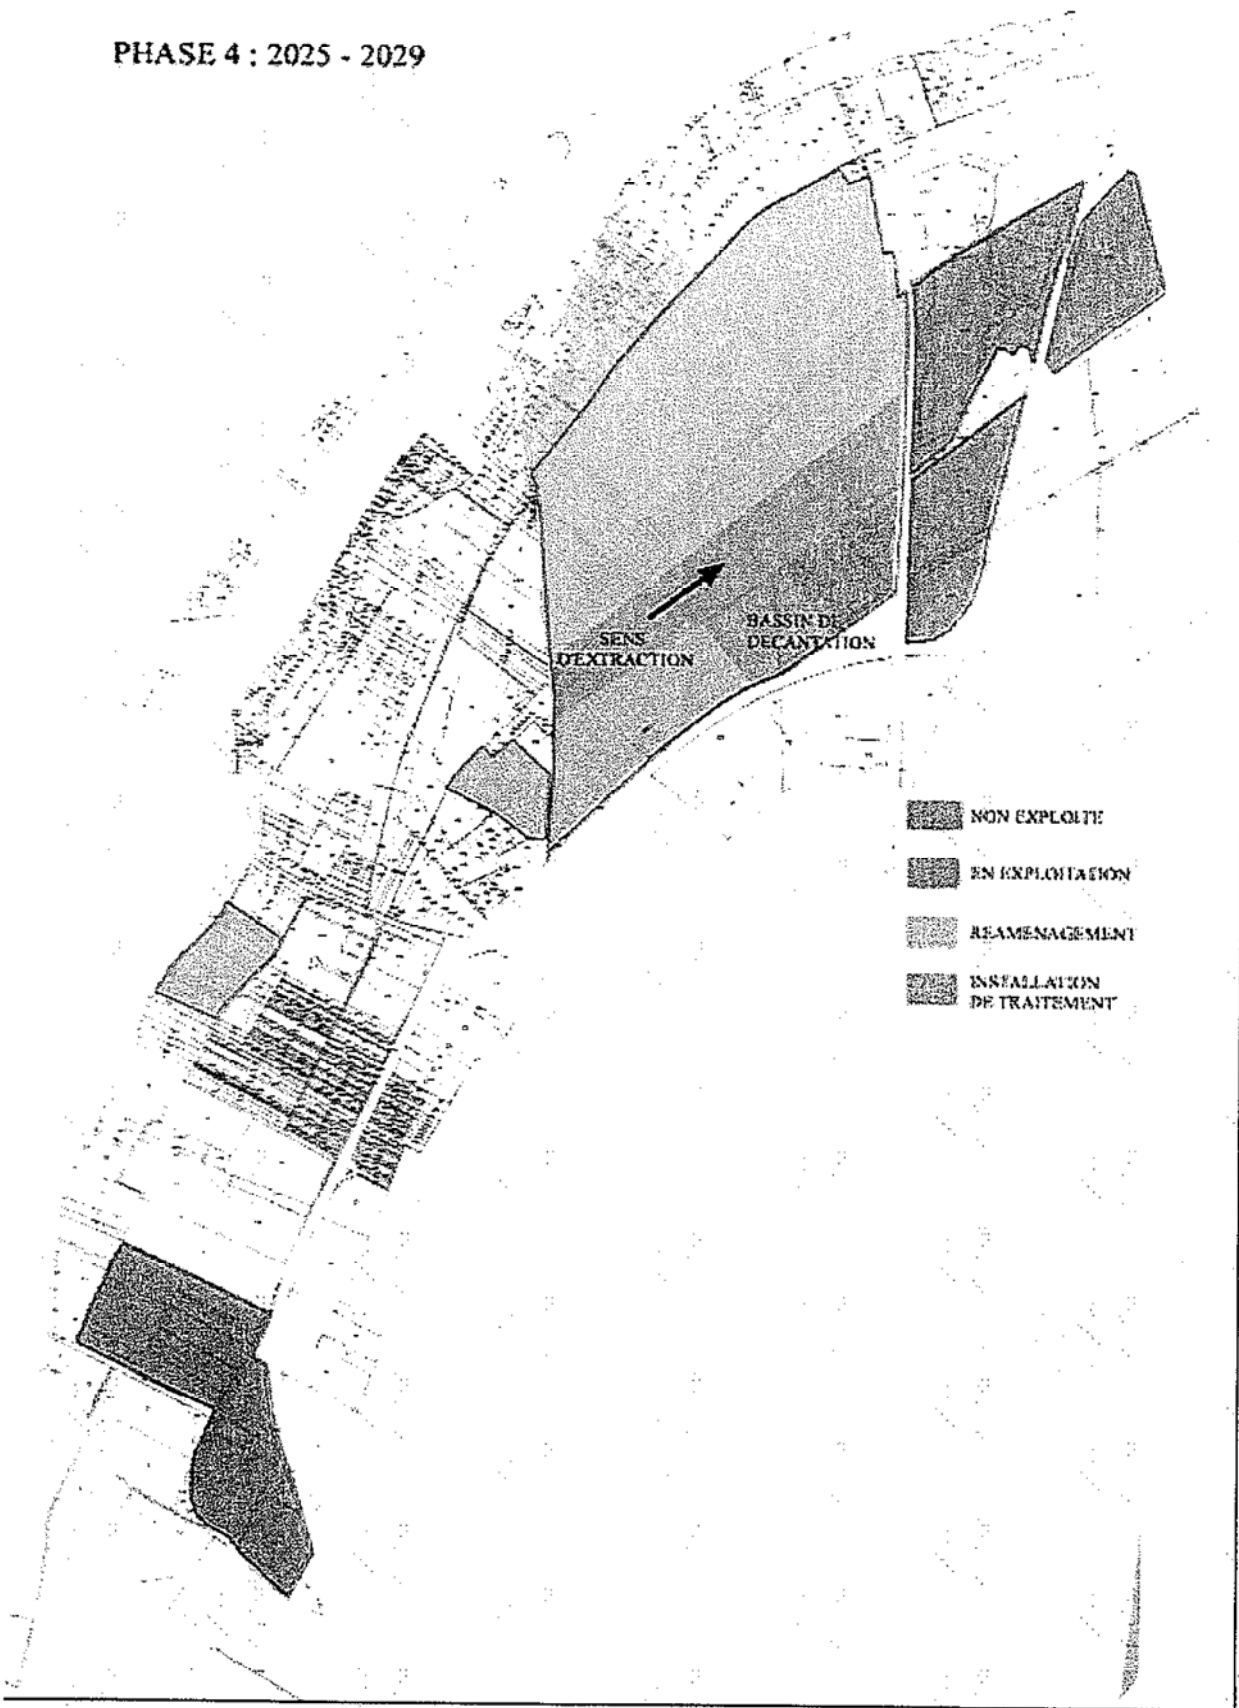 PHASE 4 : 2025 - 2029
SENS
D'EXTRACTION
BASSIN DE
DECANTATION
NON EXPLOITE
EN EXPLOITATION
REAMENAGEMENT
INSTALLATION
DE TRAITEMENT